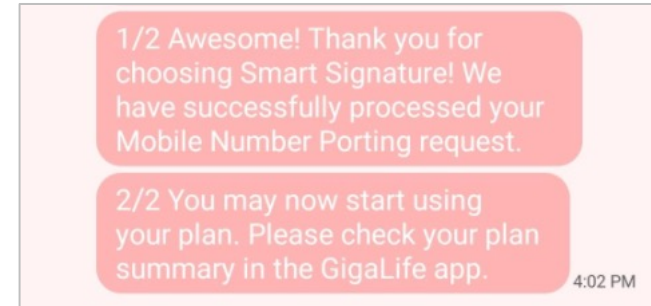 1/2 Awesome! Thank you for
choosing Smart Signature! We
have successfully processed your
Mobile Number Porting request.
2/2 You may now start using
your plan. Please check your plan
summary in the GigaLife app.
4:02 PM